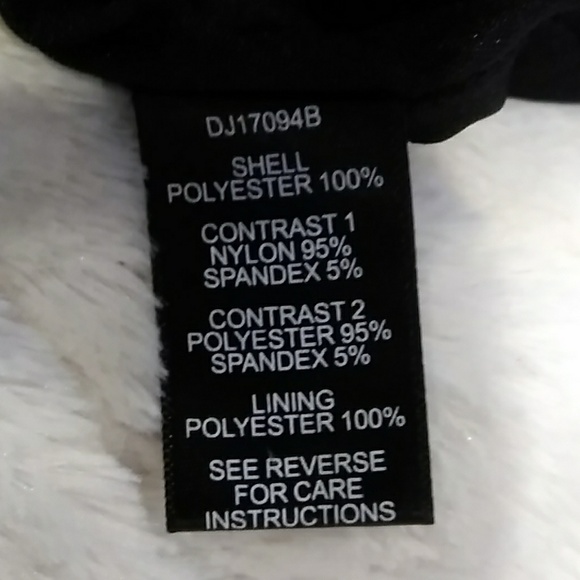 DJ17094B
SHELL
POLYESTER 100%
CONTRAST 1
NYLON 95%
SPANDEX 5%
CONTRAST 2
POLYESTER 95%
SPANDEX 5%
LINING
POLYESTER 100%
SEE REVERSE
FOR CARE
INSTRUCTIONS